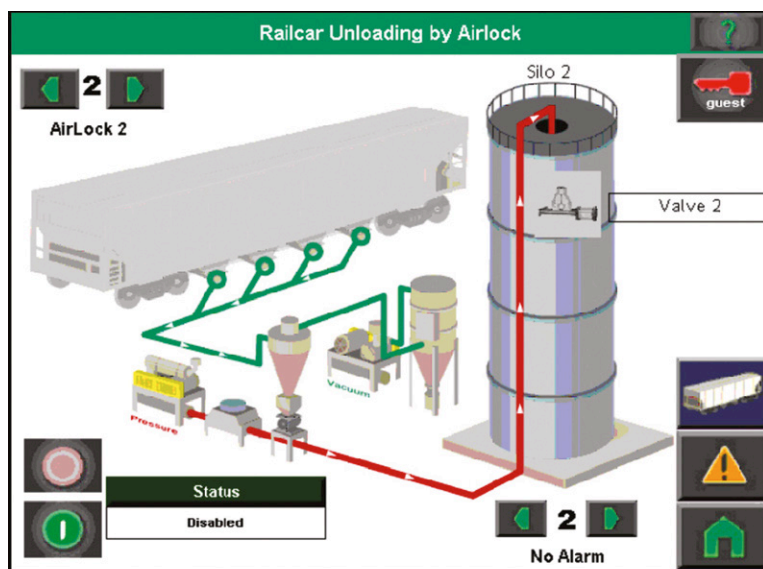 Railcar Unloading by Airlock
?
2
AirLock 2
Silo 2
guest
Valve 2
Vacuum
Pressure
Status
Disabled
2
No Alarm